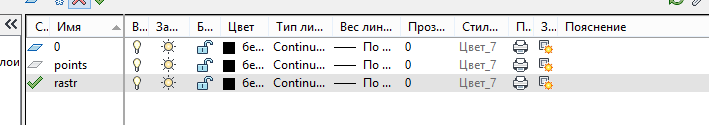 С... Имя В... За... Б... Цвет Тип ли... Вес лин... Проз... Стил... П.. З... Пояснение
0 бе... Continu... По ... 0 Цвет_7
лои points бе... Continu... По ... 0 Цвет_7
rastr бе... Continu... По ... 0 Цвет_7